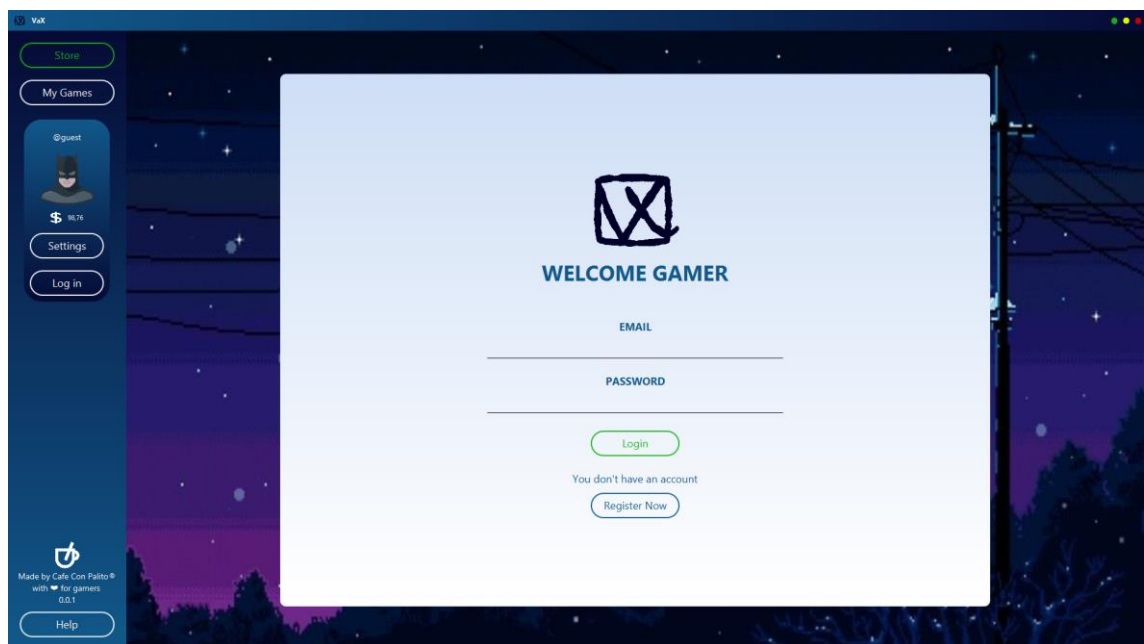 VaX
Store
My Games
@guest
$ 98,76
Settings
Log in
Made by Cafe Con Palito®
with ❤ for gamers
0.0.1
Help
VX
WELCOME GAMER
EMAIL
PASSWORD
Login
You don't have an account
Register Now